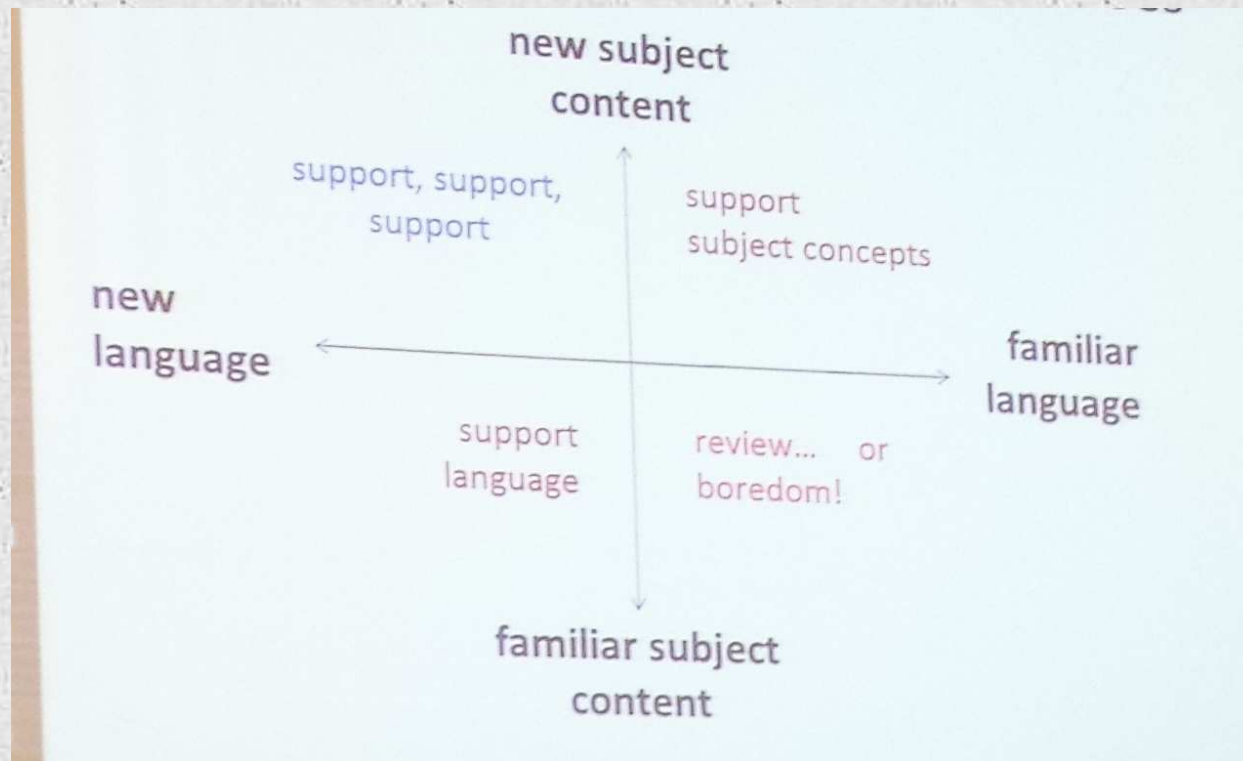 new subject
content
support, support,
support
support
subject concepts
new
language
familiar
language
support
language
review... or
boredom!
familiar subject
content